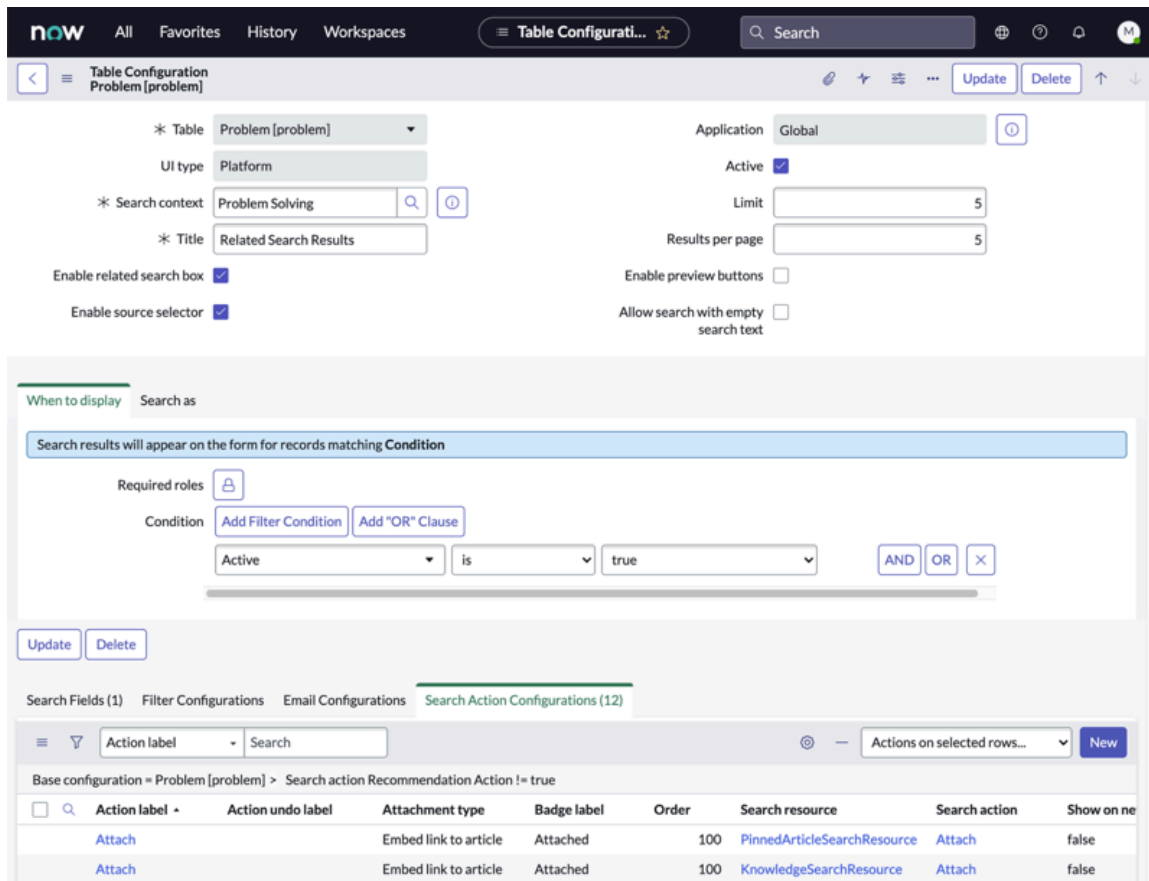 now All Favorites History Workspaces Table Configurati... Search M
Table Configuration
Problem [problem]
Update Delete
* Table Problem [problem] Application Global
UI type Platform Active
* Search context Problem Solving Limit 5
* Title Related Search Results Results per page 5
Enable related search box Enable preview buttons
Enable source selector Allow search with empty
search text
When to display Search as
Search results will appear on the form for records matching Condition
Required roles
Condition Add Filter Condition Add "OR" Clause
Active is true AND OR
Update Delete
Search Fields (1) Filter Configurations Email Configurations Search Action Configurations (12)
Action label Search Actions on selected rows... New
Base configuration = Problem [problem] > Search action Recommendation Action != true
Action label Action undo label Attachment type Badge label Order Search resource Search action Show on ne
Attach Embed link to article Attached 100 PinnedArticleSearchResource Attach false
Attach Embed link to article Attached 100 KnowledgeSearchResource Attach false